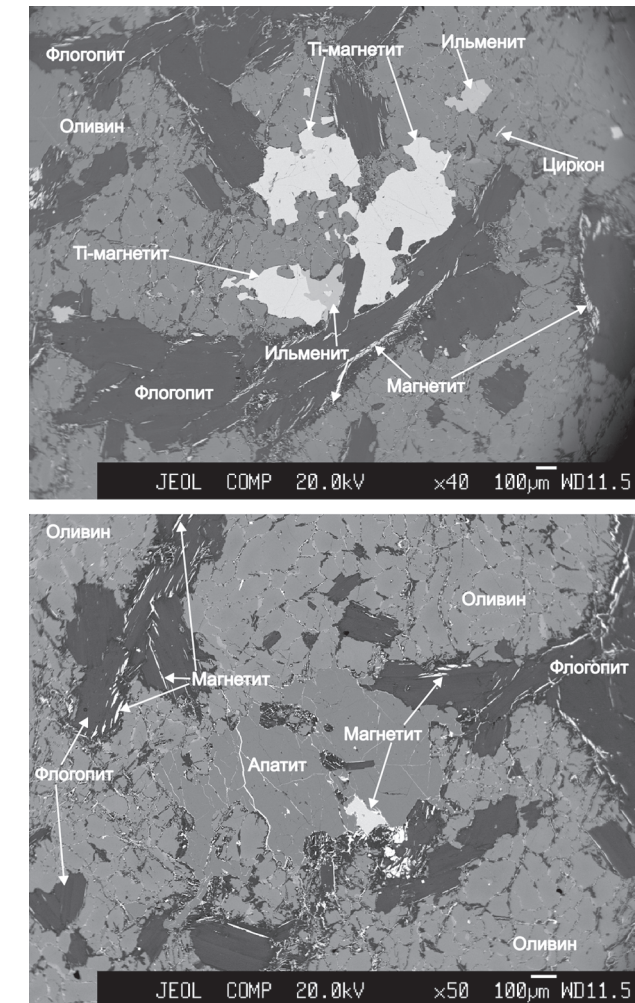 Флогопит
Ti-магнетит
Ильменит
Оливин
Циркон
Ti-магнетит
Ильменит
Магнетит
Флогопит
JEOL COMP 20.0kV ×40 100µm WD11.5
Оливин
Оливин
Флогопит
Магнетит
Магнетит
Апатит
Флогопит
Оливин
JEOL COMP 20.0kV ×50 100µm WD11.5